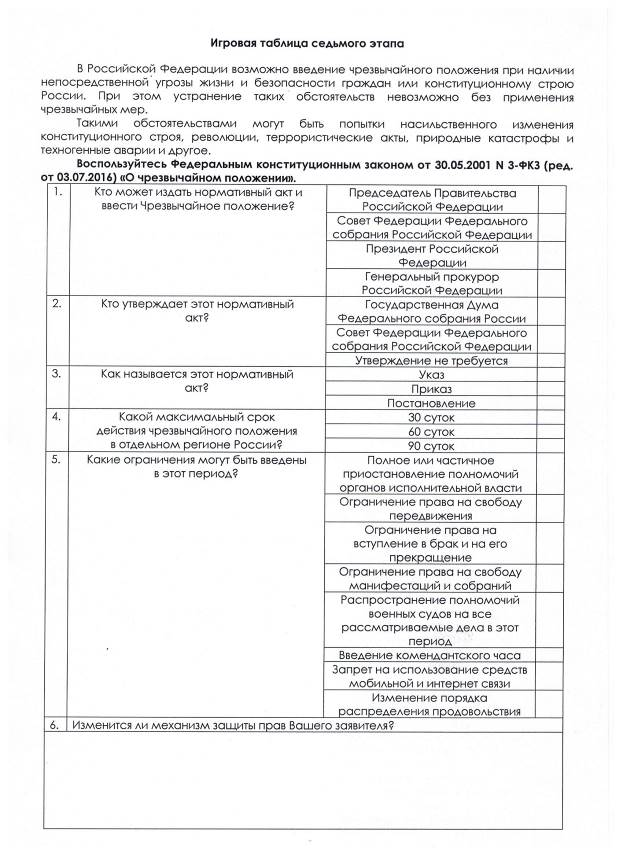 Игровая таблица седьмого этапа
В Российской Федерации возможно введение чрезвычайного положения при наличии
непосредственной угрозы жизни и безопасности граждан или конституционному строю
России. При этом устранение таких обстоятельств невозможно без применения
чрезвычайных мер.
Такими обстоятельствами могут быть попытки насильственного изменения
конституционного строя, революции, террористические акты, природные катастрофы и
техногенные аварии и другое.
Воспользуйтесь Федеральным конституционным законом от 30.05.2001 N 3-ФКЗ (ред.
от 03.07.2016) «О чрезвычайном положении».
1.
Кто может издать нормативный акт и
ввести Чрезвычайное положение?
Председатель Правительства
Российской Федерации
Совет Федерации Федерального
собрания Российской Федерации
Президент Российской
Федерации
Генеральный прокурор
Российской Федерации
2.
Кто утверждает этот нормативный
акт?
Государственная Дума
Федерального собрания России
Совет Федерации Федерального
собрания Российской Федерации
Утверждение не требуется
3.
Как называется этот нормативный
акт?
Указ
Приказ
Постановление
4.
Какой максимальный срок
действия чрезвычайного положения
в отдельном регионе России?
30 суток
60 суток
90 суток
5.
Какие ограничения могут быть введены
в этот период?
Полное или частичное
приостановление полномочий
органов исполнительной власти
Ограничение права на свободу
передвижения
Ограничение права на
вступление в брак и на его
прекращение
Ограничение права на свободу
манифестаций и собраний
Распространение полномочий
военных судов на все
рассматриваемые дела в этот
период
Введение комендантского часа
Запрет на использование средств
мобильной и интернет связи
Изменение порядка
распределения продовольствия
6. Изменится ли механизм защиты прав Вашего заявителя?